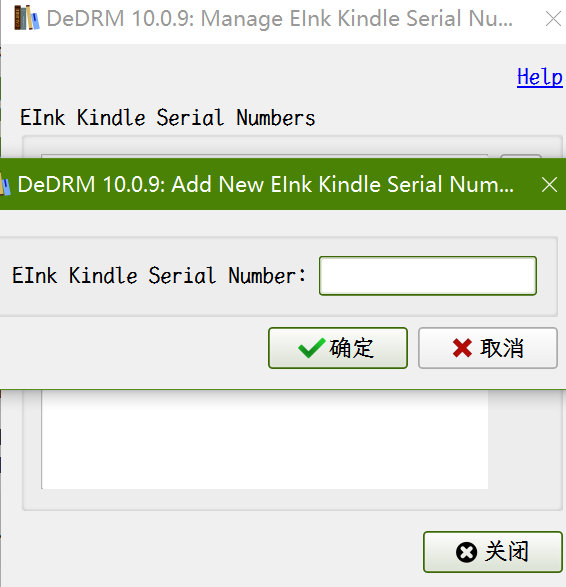 DeDRM 10.0.9: Manage EInk Kindle Serial Nu...
Help
EInk Kindle Serial Numbers
DeDRM 10.0.9: Add New EInk Kindle Serial Num...
EInk Kindle Serial Number:
确定 取消
关闭